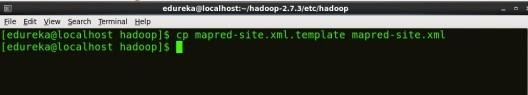 edureka@localhost:~/hadoop-2.7.3/etc/hadoop
File Edit View Search Terminal Help
[edureka@localhost hadoop]$ cp mapred-site.xml.template mapred-site.xml
[edureka@localhost hadoop]$